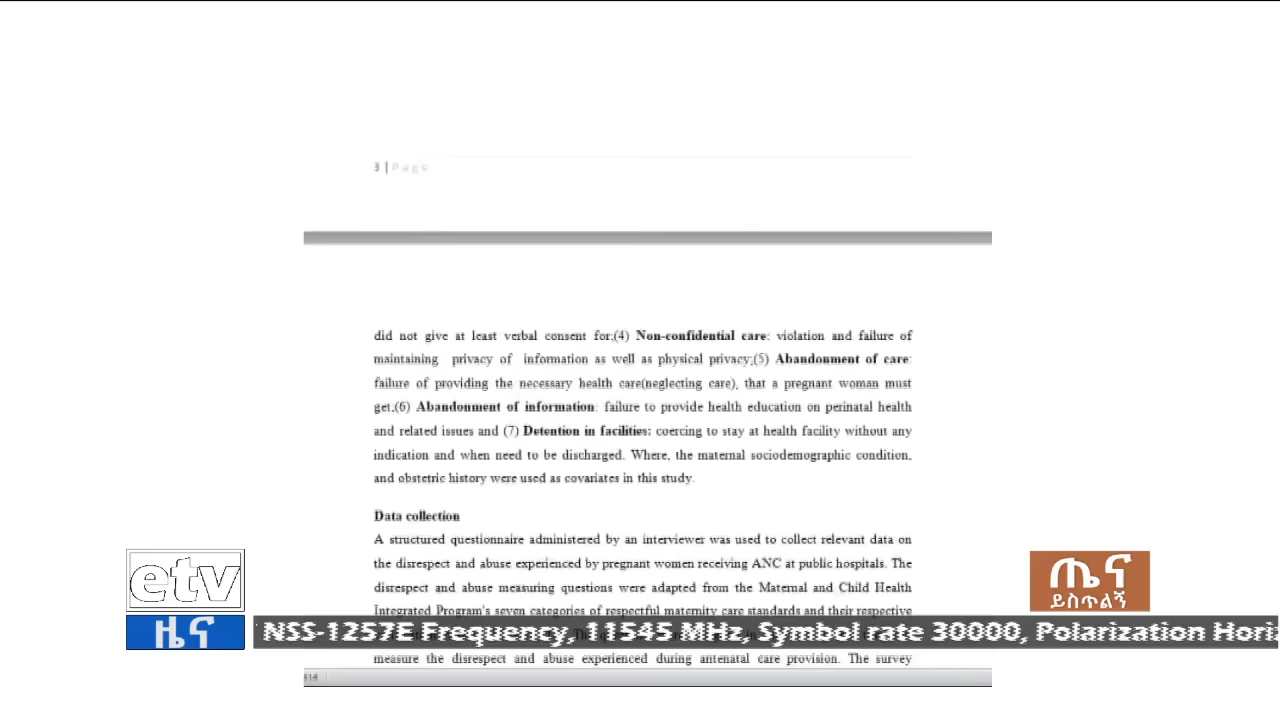 3 | Page
did not give at least verbal consent for;(4) Non-confidential care: violation and failure of
maintaining privacy of information as well as physical privacy;(5) Abandonment of care:
failure of providing the necessary health care(neglecting care), that a pregnant woman must
get;(6) Abandonment of information: failure to provide health education on perinatal health
and related issues and (7) Detention in facilities: coercing to stay at health facility without any
indication and when need to be discharged. Where, the maternal sociodemographic condition,
and obstetric history were used as covariates in this study.
Data collection
A structured questionnaire administered by an interviewer was used to collect relevant data on
the disrespect and abuse experienced by pregnant women receiving ANC at public hospitals. The
disrespect and abuse measuring questions were adapted from the Maternal and Child Health
Integrated Program's seven categories of respectful maternity care standards and their respective
measure the disrespect and abuse experienced during antenatal care provision. The survey
etv
ዜና
ጤና
ይስጥልኝ
NSS-1257E Frequency, 11545 MHz, Symbol rate 30000, Polarization Hori